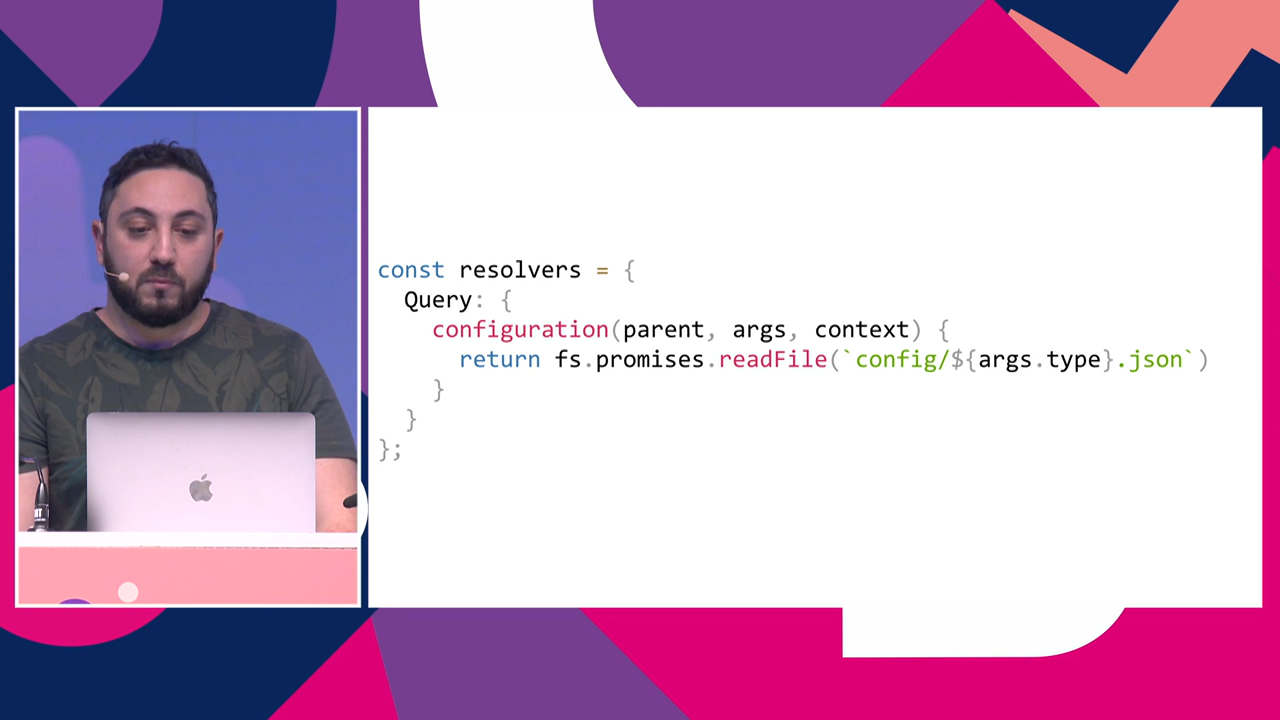 const resolvers = {
Query: {
configuration(parent, args, context) {
return fs.promises.readFile(`config/${args.type}.json`)
}
}
};